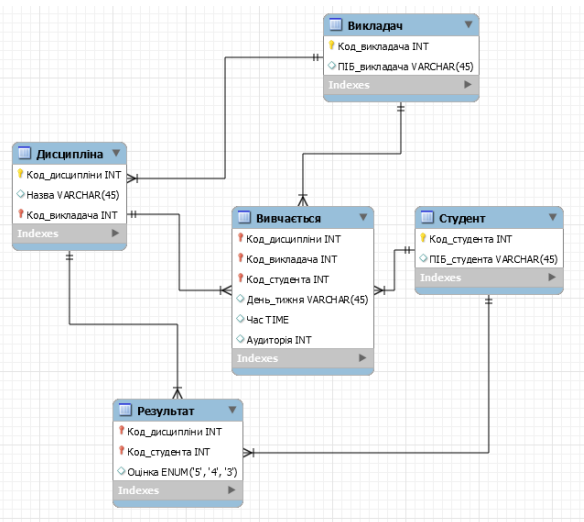 Викладач
Код_викладача INT
ПІБ_викладача VARCHAR(45)
Indexes
Дисципліна
Код_дисципліни INT
Назва VARCHAR(45)
Код_викладача INT
Indexes
Вивчається
Код_дисципліни INT
Код_викладача INT
Код_студента INT
День_тижня VARCHAR(45)
Час TIME
Аудиторія INT
Indexes
Студент
Код_студента INT
ПІБ_студента VARCHAR(45)
Indexes
Результат
Код_дисципліни INT
Код_студента INT
Оцінка ENUM('5', '4', '3')
Indexes